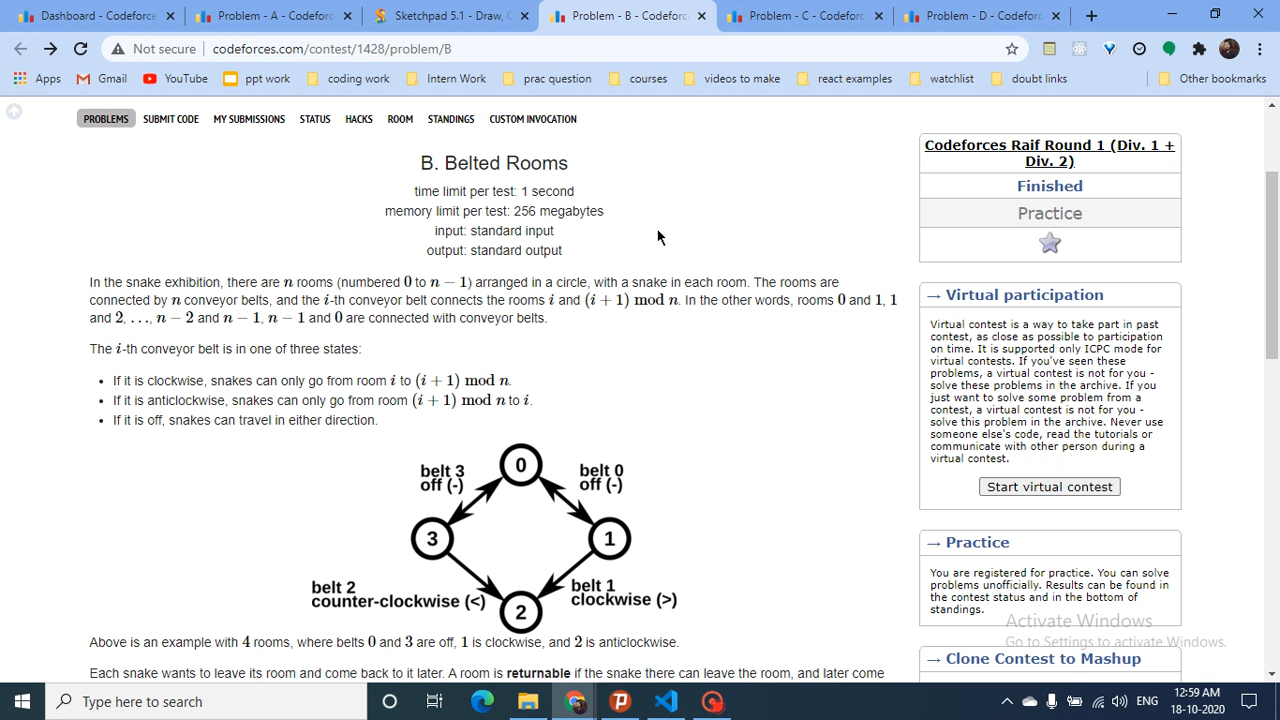 Dashboard - Codeforces
Problem - A - Codeforc
Sketchpad 5.1 - Draw, C
Problem - B - Codeforc
Problem - C - Codeforc
Problem - D - Codeforc
Not secure | codeforces.com/contest/1428/problem/B
Apps
Gmail
YouTube
ppt work
coding work
Intern Work
prac question
courses
videos to make
react examples
watchlist
doubt links
Other bookmarks
PROBLEMS SUBMIT CODE MY SUBMISSIONS STATUS HACKS ROOM STANDINGS CUSTOM INVOCATION
B. Belted Rooms
time limit per test: 1 second
memory limit per test: 256 megabytes
input: standard input
output: standard output
In the snake exhibition, there are n rooms (numbered 0 to n − 1) arranged in a circle, with a snake in each room. The rooms are
connected by n conveyor belts, and the i-th conveyor belt connects the rooms i and (i + 1) mod n. In the other words, rooms 0 and 1, 1
and 2, …, n − 2 and n − 1, n − 1 and 0 are connected with conveyor belts.
The i-th conveyor belt is in one of three states:
• If it is clockwise, snakes can only go from room i to (i + 1) mod n.
• If it is anticlockwise, snakes can only go from room (i + 1) mod n to i.
• If it is off, snakes can travel in either direction.
belt 3
off (-)
0
belt 0
off (-)
3
1
belt 2
counter-clockwise (<)
2
belt 1
clockwise (>)
Above is an example with 4 rooms, where belts 0 and 3 are off, 1 is clockwise, and 2 is anticlockwise.
Each snake wants to leave its room and come back to it later. A room is returnable if the snake there can leave the room, and later come
Codeforces Raif Round 1 (Div. 1 +
Div. 2)
Finished
Practice
→ Virtual participation
Virtual contest is a way to take part in past
contest, as close as possible to participation
on time. It is supported only ICPC mode for
virtual contests. If you've seen these
problems, a virtual contest is not for you -
solve these problems in the archive. If you
just want to solve some problem from a
contest, a virtual contest is not for you -
solve this problem in the archive. Never use
someone else's code, read the tutorials or
communicate with other person during a
virtual contest.
Start virtual contest
→ Practice
You are registered for practice. You can solve
problems unofficially. Results can be found in
the contest status and in the bottom of
standings.
Activate Windows
Go to Settings to activate Windows.
→ Clone Contest to Mashup
Type here to search
ENG
12:59 AM
18-10-2020